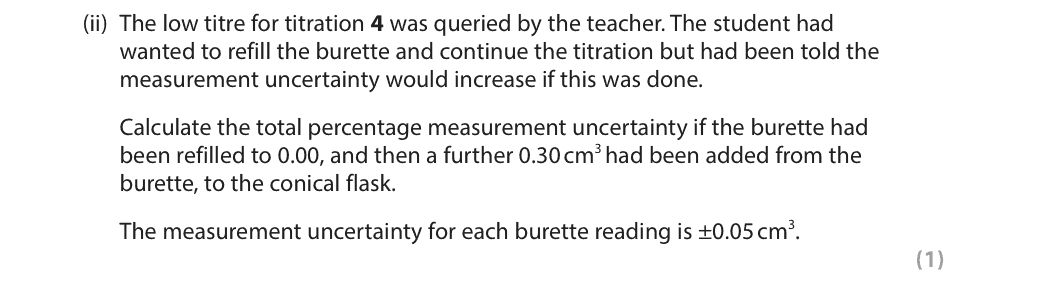 (ii) The low titre for titration 4 was queried by the teacher. The student had
wanted to refill the burette and continue the titration but had been told the
measurement uncertainty would increase if this was done.
Calculate the total percentage measurement uncertainty if the burette had
been refilled to 0.00, and then a further 0.30 cm³ had been added from the
burette, to the conical flask.
The measurement uncertainty for each burette reading is ±0.05 cm³.
(1)